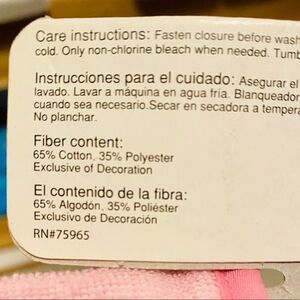 Care instructions: Fasten closure before wash
cold. Only non-chlorine bleach when needed. Tumb
Instrucciones para el cuidado: Asegurar el
lavado. Lavar a máquina en agua fría. Blanqueador
cuando sea necesario.Secar en secadora a tempera
No planchar.
Fiber content:
65% Cotton, 35% Polyester
Exclusive of Decoration
El contenido de la fibra:
65% Algodón, 35% Poliéster
Exclusivo de Decoración
RN#75965